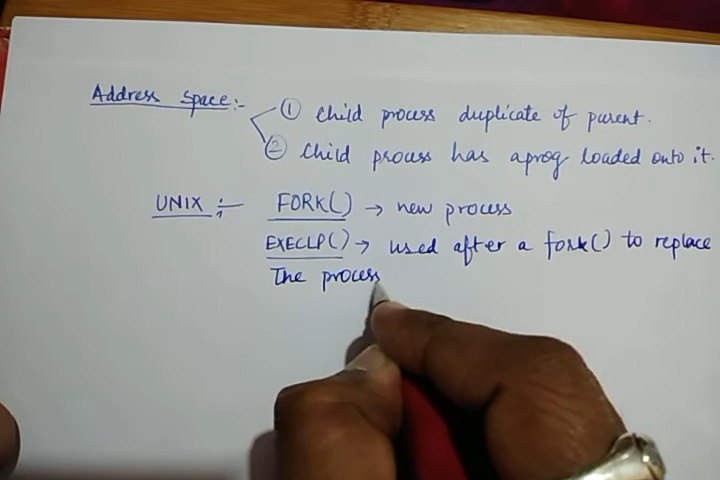 Address space:- ① Child process duplicate of parent.
② Child process has a prog loaded onto it.
UNIX :- FORK() → new process
EXECLP() → used after a fork() to replace
The process